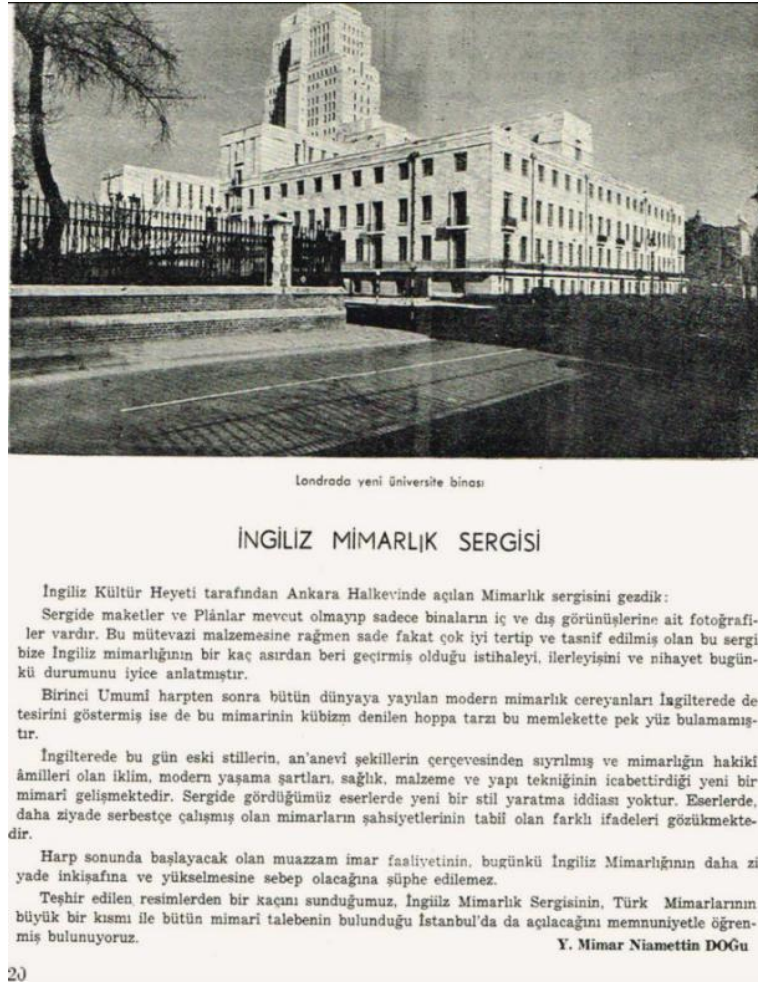 Londrada yeni üniversite binası
İNGİLİZ MİMARLIK SERGİSİ
İngiliz Kültür Heyeti tarafından Ankara Halkevinde açılan Mimarlık sergisini gezdik:
Sergide maketler ve Plânlar mevcut olmayıp sadece binaların iç ve dış görünüşlerine ait fotoğrafi-
ler vardır. Bu mütevazi malzemesine rağmen sade fakat çok iyi tertip ve tasnif edilmiş olan bu sergi
bize İngiliz mimarlığının bir kaç asırdan beri geçirmiş olduğu istihaleyi, ilerleyişini ve nihayet bugün-
kü durumunu iyice anlatmıştır.
Birinci Umumî harpten sonra bütün dünyaya yayılan modern mimarlık cereyanları İngilterede de
tesirini göstermiş ise de bu mimarinin kübizm denilen hoppa tarzı bu memlekette pek yüz bulamamış-
tır.
İngilterede bu gün eski stillerin, an'anevî şekillerin çerçevesinden sıyrılmış ve mimarlığın hakikî
âmilleri olan iklim, modern yaşama şartları, sağlık, malzeme ve yapı tekniğinin icabettirdiği yeni bir
mimarî gelişmektedir. Sergide gördüğümüz eserlerde yeni bir stil yaratma iddiası yoktur. Eserlerde,
daha ziyade serbestçe çalışmış olan mimarların şahsiyetlerinin tabiî olan farklı ifadeleri gözükmekte-
dir.
Harp sonunda başlayacak olan muazzam imar faaliyetinin, bugünkü İngiliz Mimarlığının daha zi
yade inkişafına ve yükselmesine sebep olacağına şüphe edilemez.
Teşhir edilen resimlerden bir kaçını sunduğumuz, İngiilz Mimarlık Sergisinin, Türk Mimarlarının
büyük bir kısmı ile bütün mimarî talebenin bulunduğu İstanbul'da da açılacağını memnuniyetle öğren-
miş bulunuyoruz.
Y. Mimar Niamettin DOĞu
20